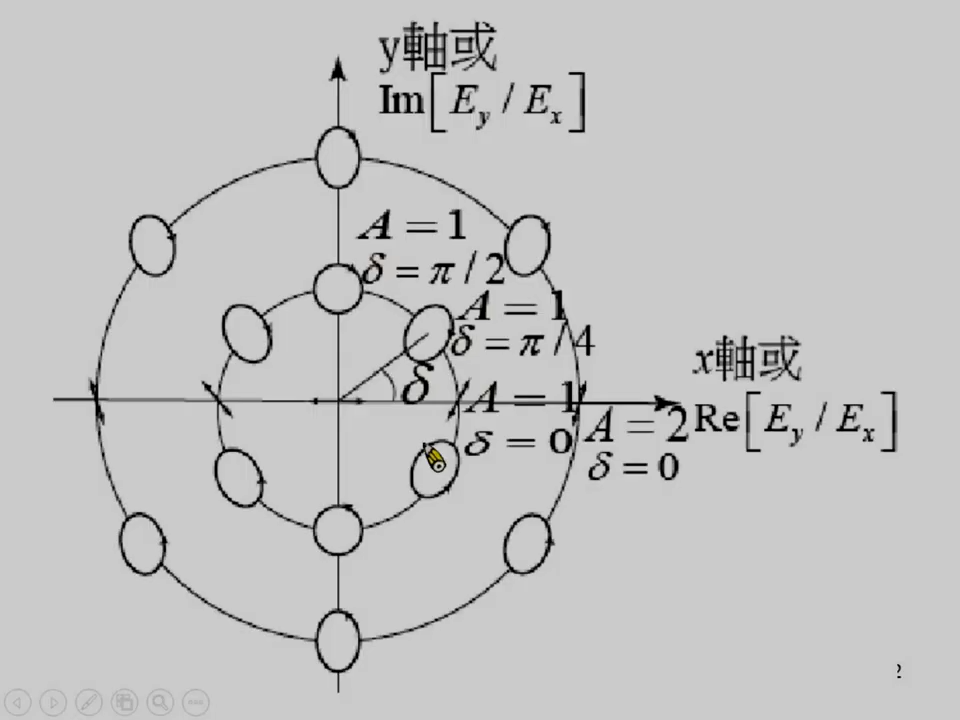 y軸或
Im[E_y / E_x]
A = 1
δ = π / 2
A = 1
δ = π / 4
δ
x軸或
Re[E_y / E_x]
A = 1
δ = 0
A = 2
δ = 0
2